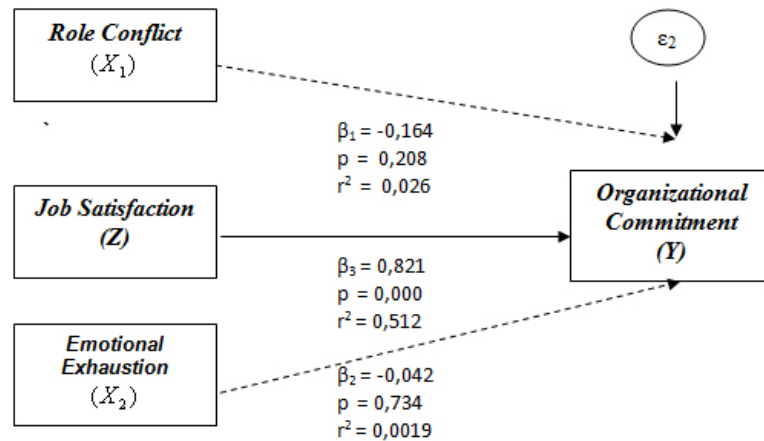 Role Conflict
(X₁)
ε₂
`
β₁ = -0,164
p = 0,208
r² = 0,026
Job Satisfaction
(Z)
Organizational
Commitment
(Y)
β₃ = 0,821
p = 0,000
r² = 0,512
Emotional
Exhaustion
(X₂)
β₂ = -0,042
p = 0,734
r² = 0,0019